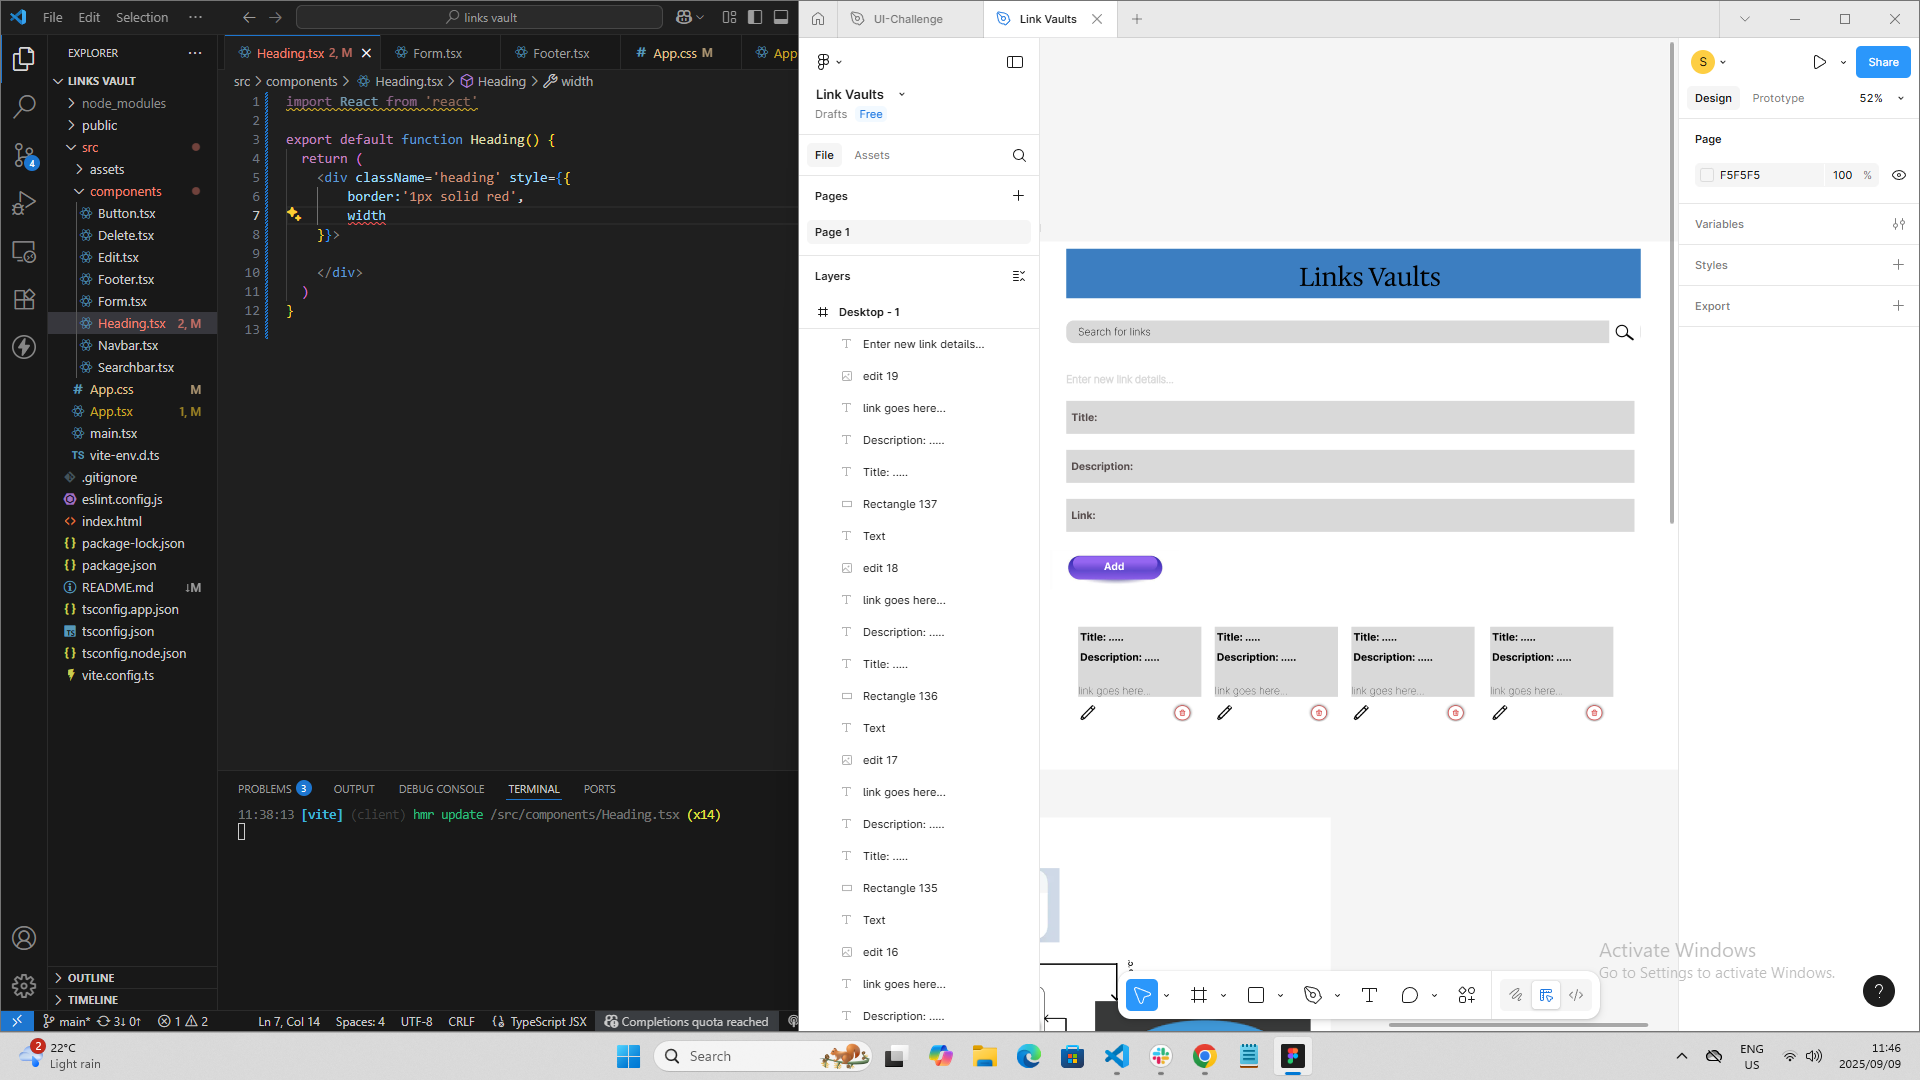 File Edit Selection ··· links vault
EXPLORER ···
LINKS VAULT
node_modules
public
src
assets
components
Button.tsx
Delete.tsx
Edit.tsx
Footer.tsx
Form.tsx
Heading.tsx 2, M
Navbar.tsx
Searchbar.tsx
App.css M
App.tsx 1, M
main.tsx
TS vite-env.d.ts
.gitignore
eslint.config.js
index.html
package-lock.json
package.json
README.md ↓M
tsconfig.app.json
tsconfig.json
tsconfig.node.json
vite.config.ts
OUTLINE
TIMELINE
4
Heading.tsx 2, M Form.tsx Footer.tsx # App.css M App
src > components > Heading.tsx > Heading > width
1 import React from 'react'
2
3 export default function Heading() {
4 return (
5 <div className='heading' style={{
6 border:'1px solid red',
7 width
8 }}>
9
10 </div>
11 )
12 }
13
PROBLEMS 3 OUTPUT DEBUG CONSOLE TERMINAL PORTS
11:38:13 [vite] (client) hmr update /src/components/Heading.tsx (x14)
main* 3↓ 0↑ 1 2 Ln 7, Col 14 Spaces: 4 UTF-8 CRLF {} TypeScript JSX Completions quota reached
UI-Challenge Link Vaults
Link Vaults
Drafts Free
File Assets
Pages
Page 1
Layers
Desktop - 1
Enter new link details...
edit 19
link goes here...
Description: .....
Title: .....
Rectangle 137
Text
edit 18
link goes here...
Description: .....
Title: .....
Rectangle 136
Text
edit 17
link goes here...
Description: .....
Title: .....
Rectangle 135
Text
edit 16
link goes here...
Description: .....
Links Vaults
Search for links
Enter new link details...
Title:
Description:
Link:
Add
Title: ..... Title: ..... Title: ..... Title: .....
Description: ..... Description: ..... Description: ..... Description: .....
link goes here... link goes here... link goes here... link goes here...
S Share
Design Prototype 52%
Page
F5F5F5 100 %
Variables
Styles
Export
Activate Windows
Go to Settings to activate Windows.
?
2 22°C
Light rain
Search
ENG
US
11:46
2025/09/09